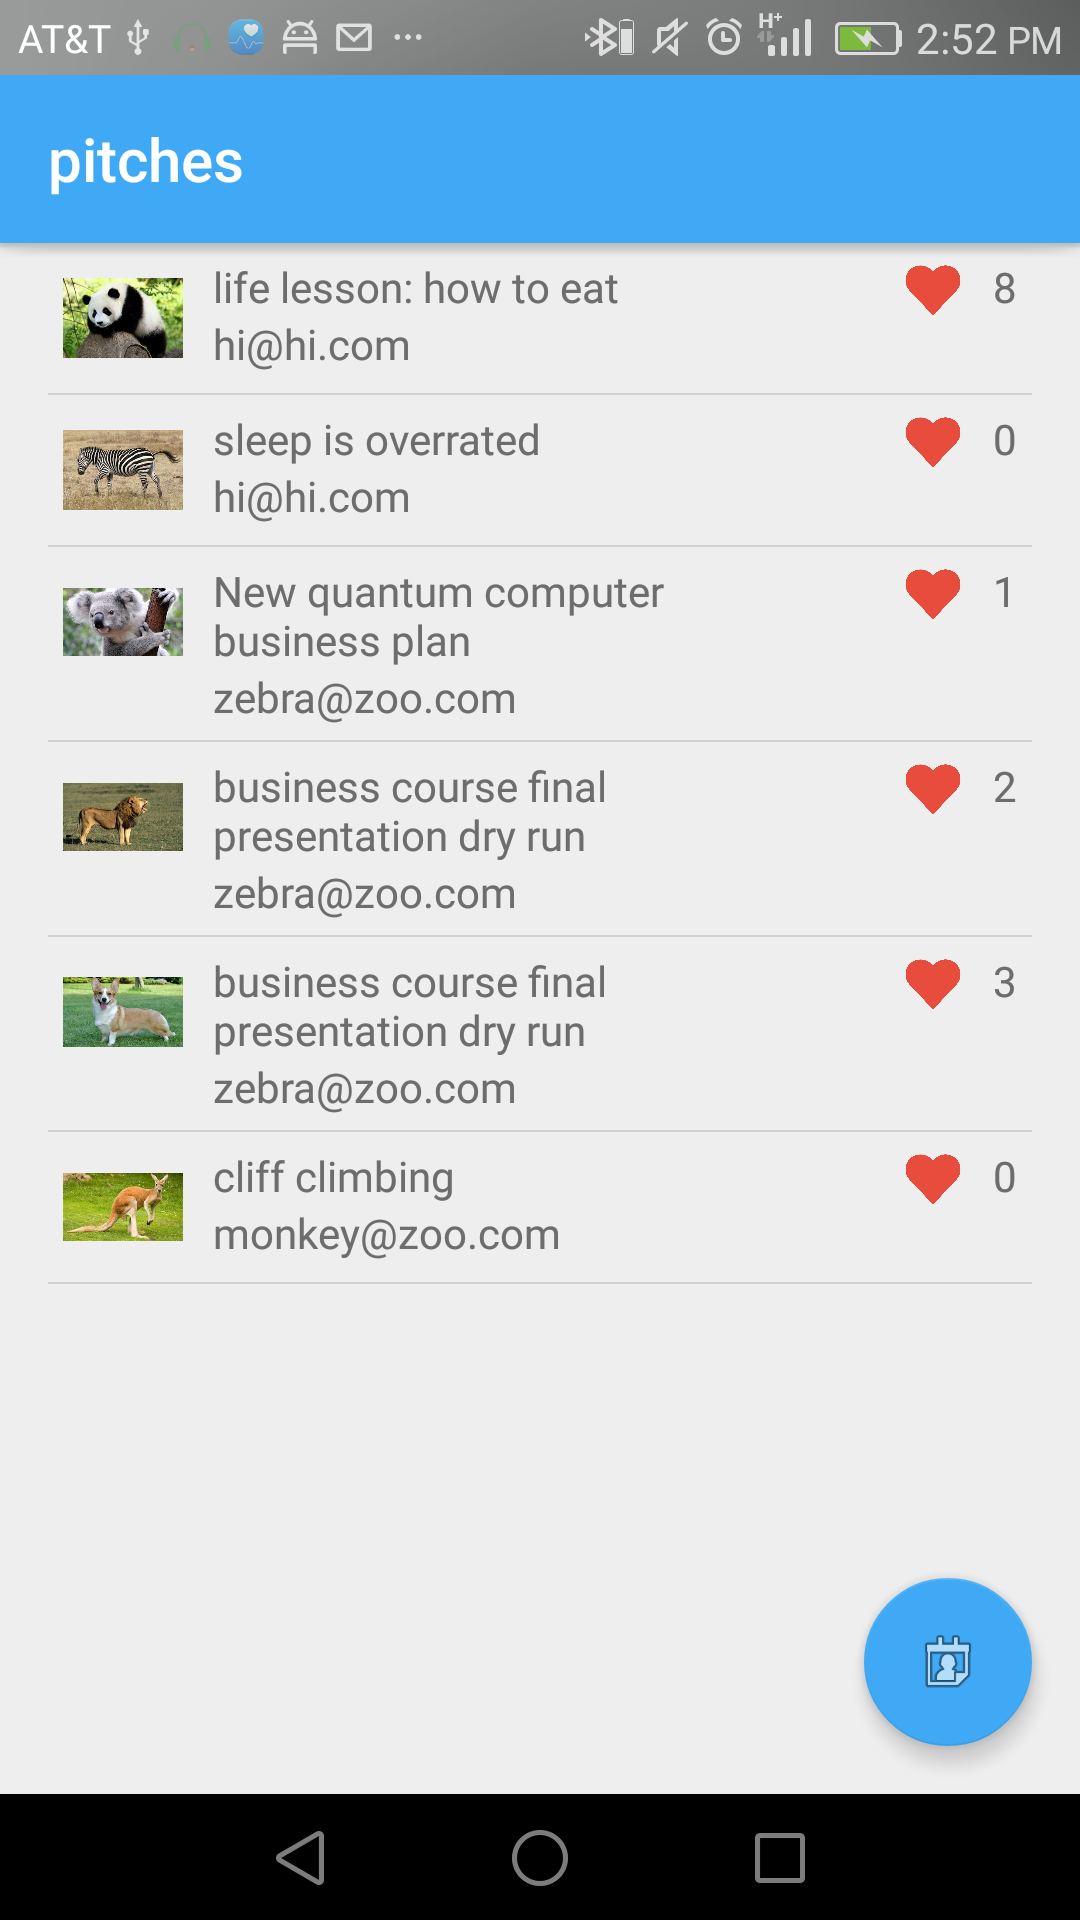 AT&T H+ 2:52 PM
pitches
life lesson: how to eat 8
hi@hi.com
sleep is overrated 0
hi@hi.com
New quantum computer 1
business plan
zebra@zoo.com
business course final 2
presentation dry run
zebra@zoo.com
business course final 3
presentation dry run
zebra@zoo.com
cliff climbing 0
monkey@zoo.com